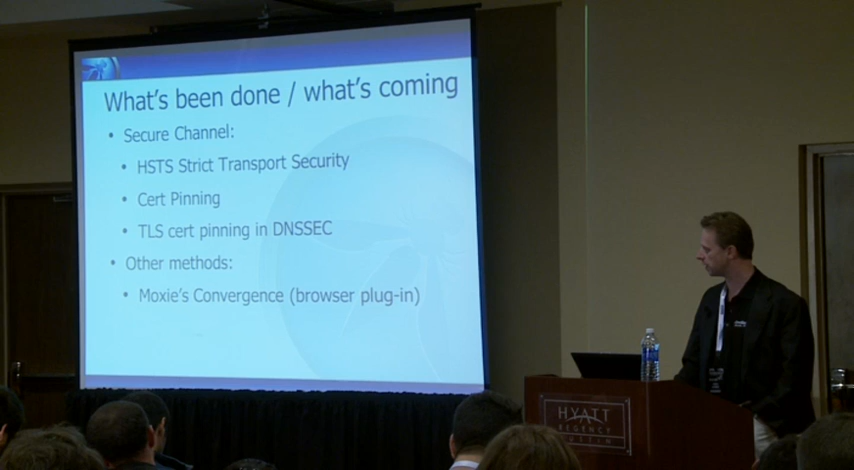 What's been done / what's coming
• Secure Channel:
• HSTS Strict Transport Security
• Cert Pinning
• TLS cert pinning in DNSSEC
• Other methods:
• Moxie's Convergence (browser plug-in)
HYATT
REGENCY
AUSTIN